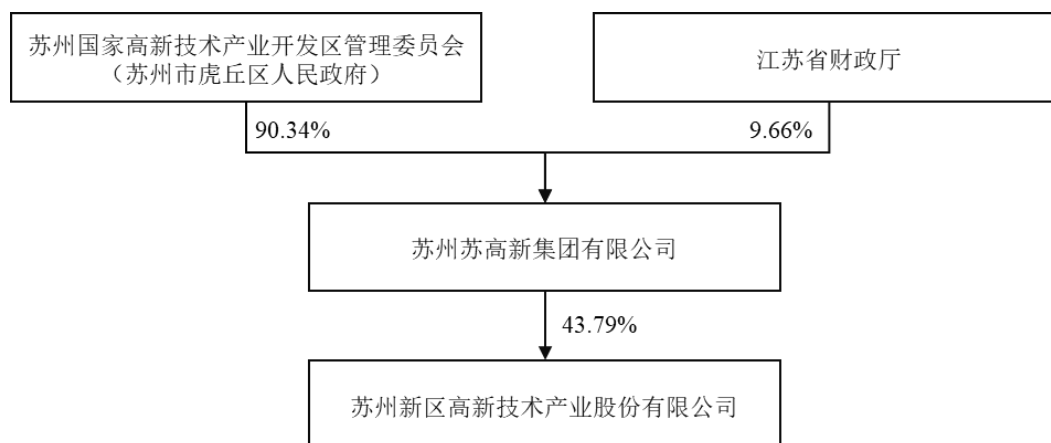 苏州国家高新技术产业开发区管理委员会
（苏州市虎丘区人民政府）
江苏省财政厅
90.34%
9.66%
苏州苏高新集团有限公司
43.79%
苏州新区高新技术产业股份有限公司